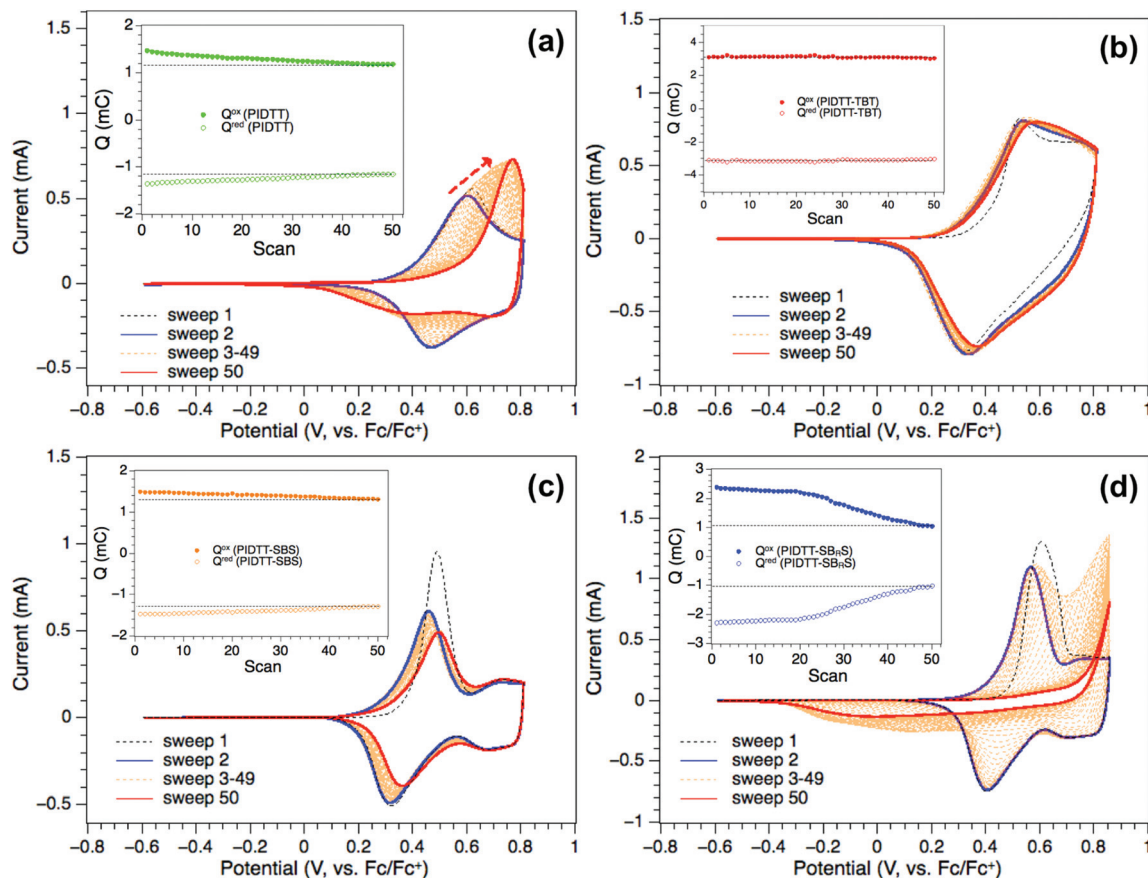 (a)
1.5
1
0.5
0
−0.5
Current (mA)
−0.8 −0.6 −0.4 −0.2 0 0.2 0.4 0.6 0.8 1
Potential (V, vs. Fc/Fc⁺)
sweep 1
sweep 2
sweep 3-49
sweep 50
2
1
0
−1
−2
Q (mC)
Qᵒˣ (PIDTT)
Qʳᵉᵈ (PIDTT)
0 10 20 30 40 50
Scan
(b)
1.5
1
0.5
0
−0.5
−1
Current (mA)
−0.8 −0.6 −0.4 −0.2 0 0.2 0.4 0.6 0.8 1
Potential (V, vs. Fc/Fc⁺)
sweep 1
sweep 2
sweep 3-49
sweep 50
4
2
0
−2
−4
Q (mC)
Qᵒˣ (PIDTT-TBT)
Qʳᵉᵈ (PIDTT-TBT)
0 10 20 30 40 50
Scan
(c)
1.5
1
0.5
0
−0.5
Current (mA)
−0.8 −0.6 −0.4 −0.2 0 0.2 0.4 0.6 0.8 1
Potential (V, vs. Fc/Fc⁺)
sweep 1
sweep 2
sweep 3-49
sweep 50
2
1
0
−1
−2
Q (mC)
Qᵒˣ (PIDTT-SBS)
Qʳᵉᵈ (PIDTT-SBS)
0 10 20 30 40 50
Scan
(d)
2
1.5
1
0.5
0
−0.5
−1
Current (mA)
−0.8 −0.6 −0.4 −0.2 0 0.2 0.4 0.6 0.8 1
Potential (V, vs. Fc/Fc⁺)
sweep 1
sweep 2
sweep 3-49
sweep 50
3
2
1
0
−1
−2
−3
Q (mC)
Qᵒˣ (PIDTT-SBᵣS)
Qʳᵉᵈ (PIDTT-SBᵣS)
0 10 20 30 40 50
Scan